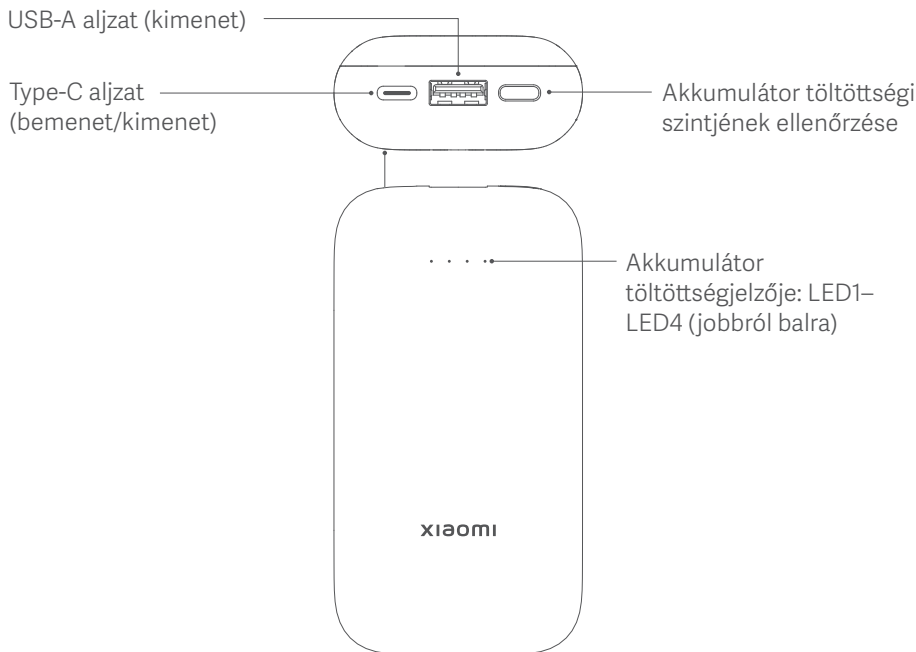 USB-A aljzat (kimenet)
Type-C aljzat
(bemenet/kimenet)
Akkumulátor töltöttségi
szintjének ellenőrzése
Akkumulátor
töltöttségjelzője: LED1–
LED4 (jobbról balra)
xiaomi